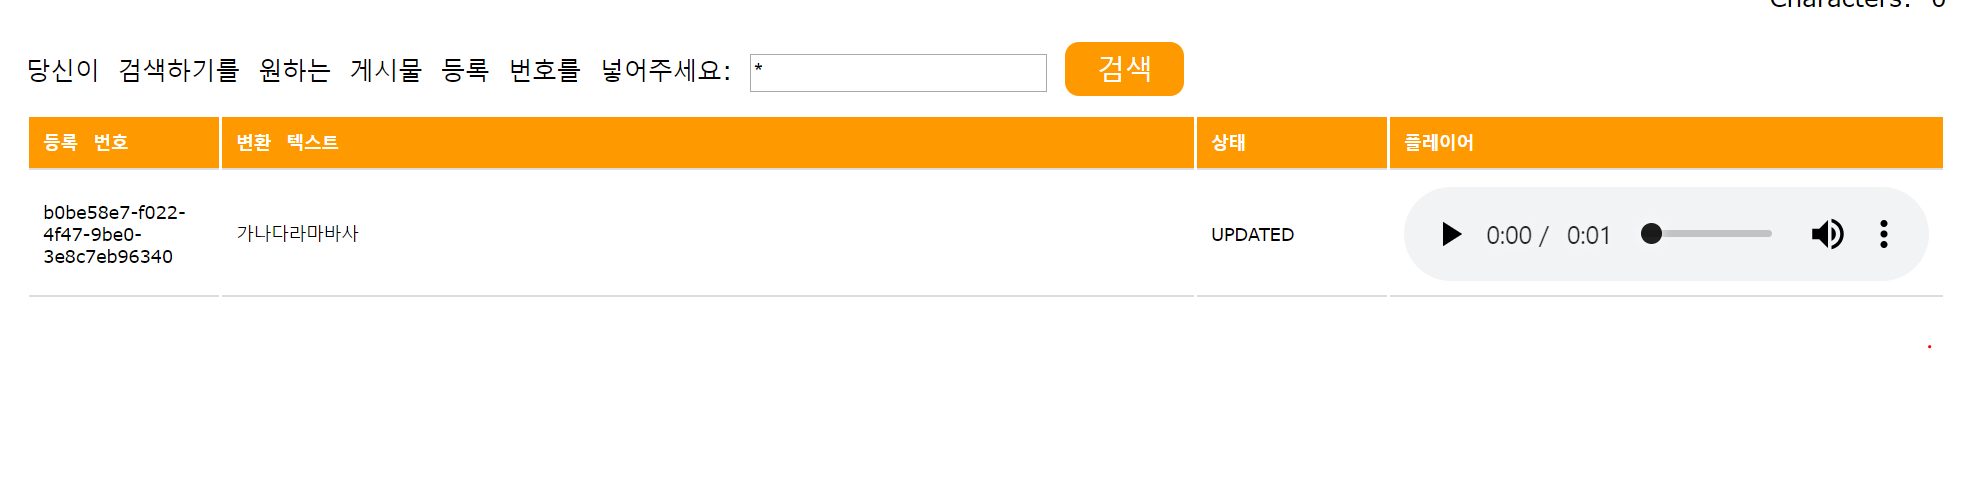 Characters: 0
당신이 검색하기를 원하는 게시물 등록 번호를 넣어주세요: * 검색
등록 번호 변환 텍스트 상태 플레이어
b0be58e7-f022-
4f47-9be0-
3e8c7eb96340
가나다라마바사
UPDATED
0:00 / 0:01